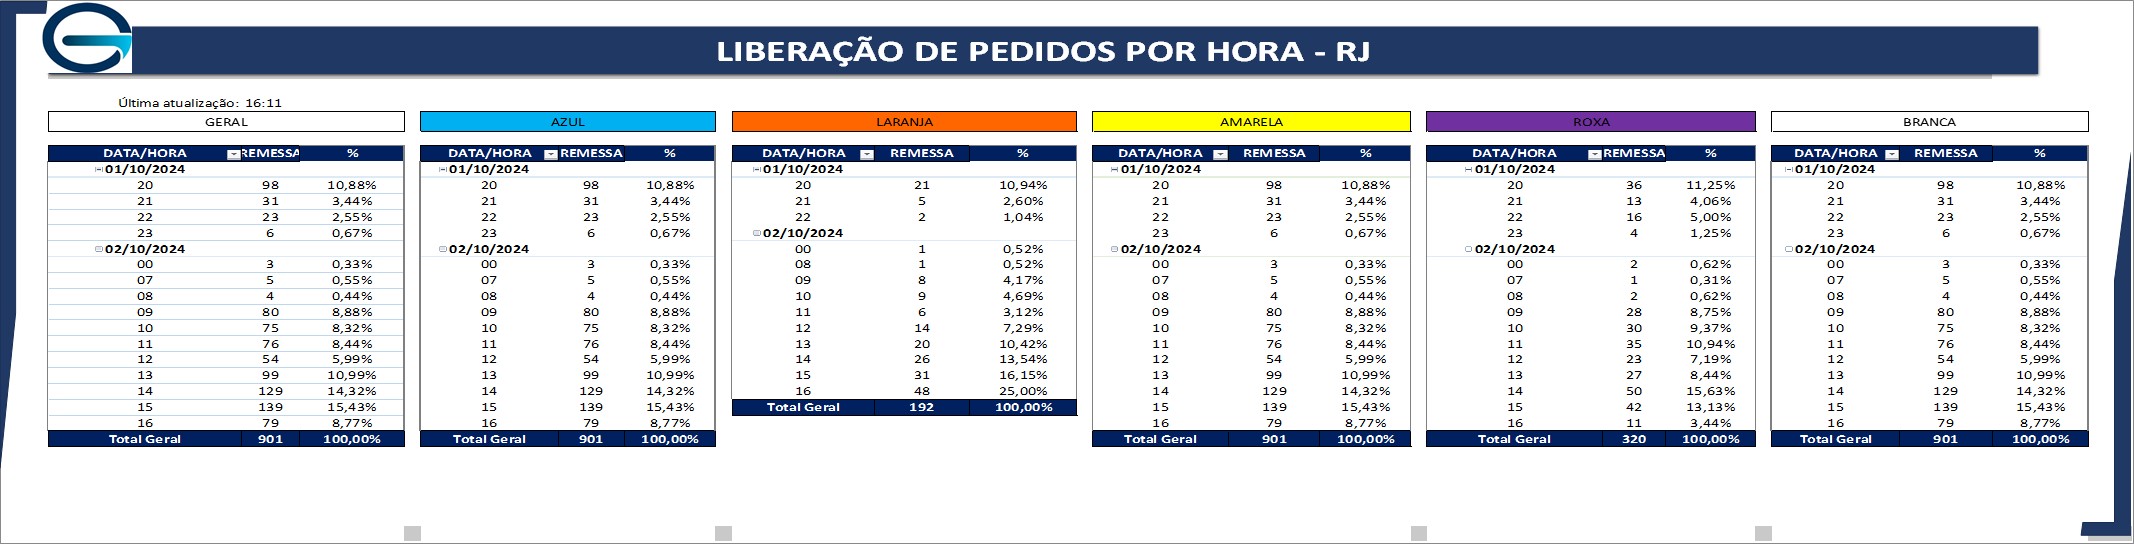 LIBERAÇÃO DE PEDIDOS POR HORA - RJ
Última atualização: 16:11
GERAL AZUL LARANJA AMARELA ROXA BRANCA
DATA/HORA REMESSA % DATA/HORA REMESSA % DATA/HORA REMESSA % DATA/HORA REMESSA % DATA/HORA REMESSA % DATA/HORA REMESSA %
01/10/2024 01/10/2024 01/10/2024 01/10/2024 01/10/2024 01/10/2024
20 98 10,88% 20 98 10,88% 20 21 10,94% 20 98 10,88% 20 36 11,25% 20 98 10,88%
21 31 3,44% 21 31 3,44% 21 5 2,60% 21 31 3,44% 21 13 4,06% 21 31 3,44%
22 23 2,55% 22 23 2,55% 22 2 1,04% 22 23 2,55% 22 16 5,00% 22 23 2,55%
23 6 0,67% 23 6 0,67% 02/10/2024 23 6 0,67% 23 4 1,25% 23 6 0,67%
02/10/2024 02/10/2024 00 1 0,52% 02/10/2024 02/10/2024 02/10/2024
00 3 0,33% 00 3 0,33% 08 1 0,52% 00 3 0,33% 00 2 0,62% 00 3 0,33%
07 5 0,55% 07 5 0,55% 09 8 4,17% 07 5 0,55% 07 1 0,31% 07 5 0,55%
08 4 0,44% 08 4 0,44% 10 9 4,69% 08 4 0,44% 08 2 0,62% 08 4 0,44%
09 80 8,88% 09 80 8,88% 11 6 3,12% 09 80 8,88% 09 28 8,75% 09 80 8,88%
10 75 8,32% 10 75 8,32% 12 14 7,29% 10 75 8,32% 10 30 9,37% 10 75 8,32%
11 76 8,44% 11 76 8,44% 13 20 10,42% 11 76 8,44% 11 35 10,94% 11 76 8,44%
12 54 5,99% 12 54 5,99% 14 26 13,54% 12 54 5,99% 12 23 7,19% 12 54 5,99%
13 99 10,99% 13 99 10,99% 15 31 16,15% 13 99 10,99% 13 27 8,44% 13 99 10,99%
14 129 14,32% 14 129 14,32% 16 48 25,00% 14 129 14,32% 14 50 15,63% 14 129 14,32%
15 139 15,43% 15 139 15,43% Total Geral 192 100,00% 15 139 15,43% 15 42 13,13% 15 139 15,43%
16 79 8,77% 16 79 8,77% 16 79 8,77% 16 11 3,44% 16 79 8,77%
Total Geral 901 100,00% Total Geral 901 100,00% Total Geral 901 100,00% Total Geral 320 100,00% Total Geral 901 100,00%